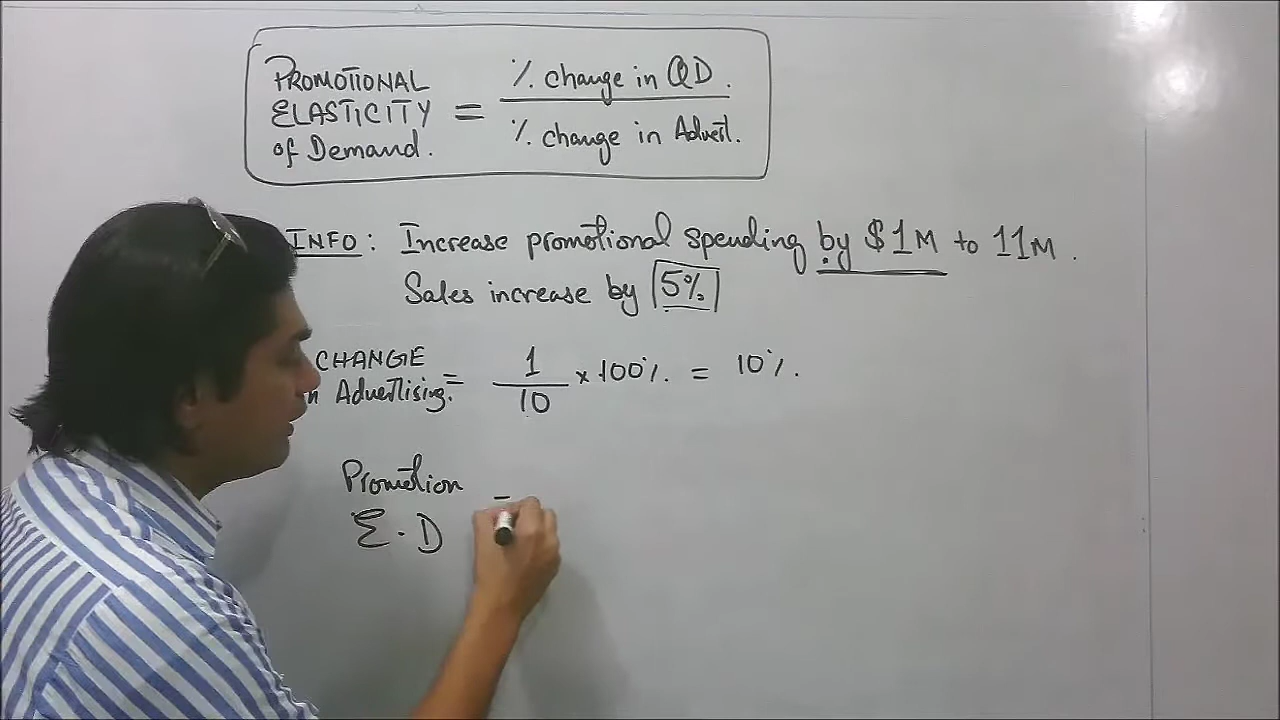 PROMOTIONAL
ELASTICITY
of Demand.
=
% change in QD.
% change in Advert.
INFO: Increase promotional spending by $1M to 11M.
Sales increase by 5%.
CHANGE
Advertising. = 1/10 × 100% = 10%.
Promotion
E.D